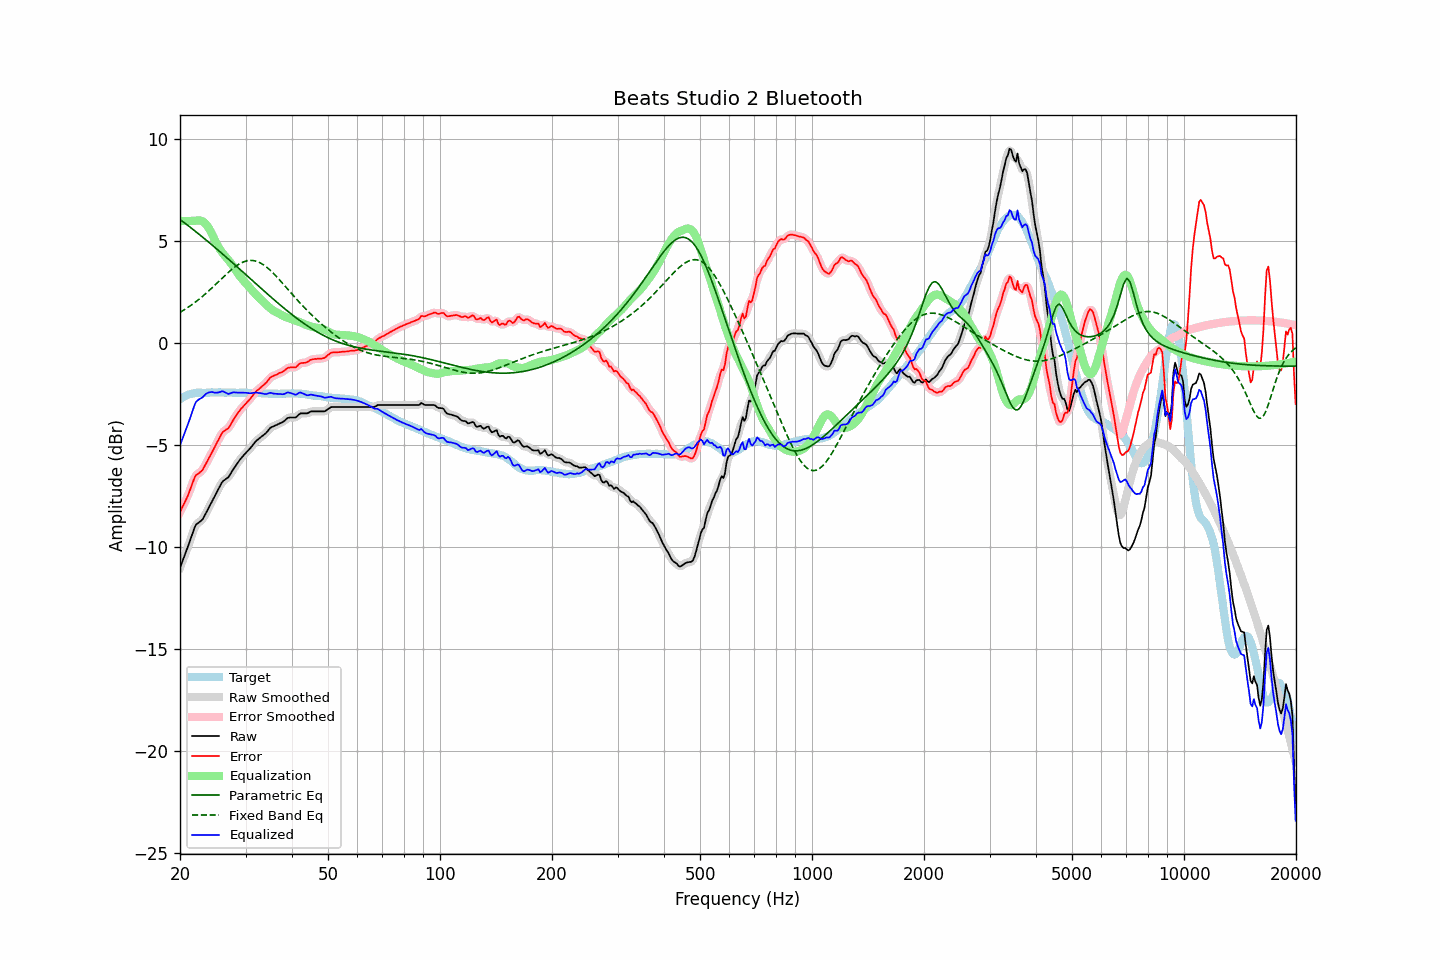 Beats Studio 2 Bluetooth
Amplitude (dBr)
10
5
0
−5
−10
−15
−20
−25
Target
Raw Smoothed
Error Smoothed
Raw
Error
Equalization
Parametric Eq
Fixed Band Eq
Equalized
20 50 100 200 500 1000 2000 5000 10000 20000
Frequency (Hz)